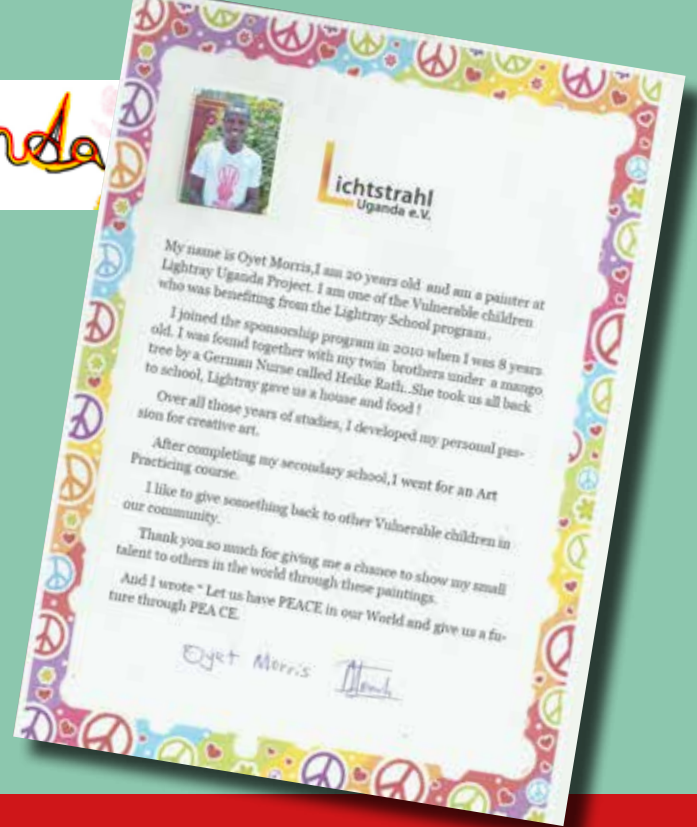 nda
Lichtstrahl
Uganda e.V.
My name is Oyet Morris,I am 20 years old and am a painter at
Lightray Uganda Project. I am one of the Vulnerable children
who was benefiting from the Lightray School program.
I joined the sponsorship program in 2010 when I was 8 years
old. I was found together with my twin brothers under a mango
tree by a German Nurse called Heike Rath..She took us all back
to school, Lightray gave us a house and food !
Over all those years of studies, I developed my personal pas-
sion for creative art.
After completing my secondary school,I went for an Art
Practicing course.
I like to give something back to other Vulnerable children in
our community.
Thank you so much for giving me a chance to show my small
talent to others in the world through these paintings.
And I wrote “ Let us have PEACE in our World and give us a fu-
ture through PEA CE.
Oyet Morris